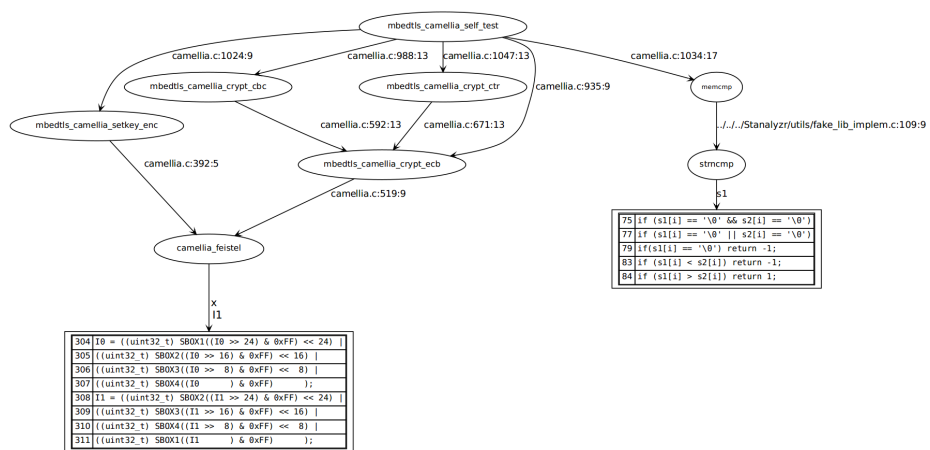 mbedtls_camellia_self_test
camellia.c:1024:9
camellia.c:988:13
camellia.c:1047:13
camellia.c:1034:17
mbedtls_camellia_crypt_cbc
mbedtls_camellia_crypt_ctr
camellia.c:935:9
memcmp
mbedtls_camellia_setkey_enc
camellia.c:592:13
camellia.c:671:13
../../../Stanalyzr/utils/fake_lib_implem.c:109:9
camellia.c:392:5
mbedtls_camellia_crypt_ecb
strncmp
camellia.c:519:9
s1
camellia_feistel
75 if (s1[i] == '\0' && s2[i] == '\0')
77 if (s1[i] == '\0' || s2[i] == '\0')
79 if(s1[i] == '\0') return -1;
83 if (s1[i] < s2[i]) return -1;
84 if (s1[i] > s2[i]) return 1;
x
I1
304 I0 = ((uint32_t) SBOX1((I0 >> 24) & 0xFF) << 24) |
305 ((uint32_t) SBOX2((I0 >> 16) & 0xFF) << 16) |
306 ((uint32_t) SBOX3((I0 >>  8) & 0xFF) <<  8) |
307 ((uint32_t) SBOX4((I0      ) & 0xFF)      );
308 I1 = ((uint32_t) SBOX2((I1 >> 24) & 0xFF) << 24) |
309 ((uint32_t) SBOX3((I1 >> 16) & 0xFF) << 16) |
310 ((uint32_t) SBOX4((I1 >>  8) & 0xFF) <<  8) |
311 ((uint32_t) SBOX1((I1      ) & 0xFF)      );